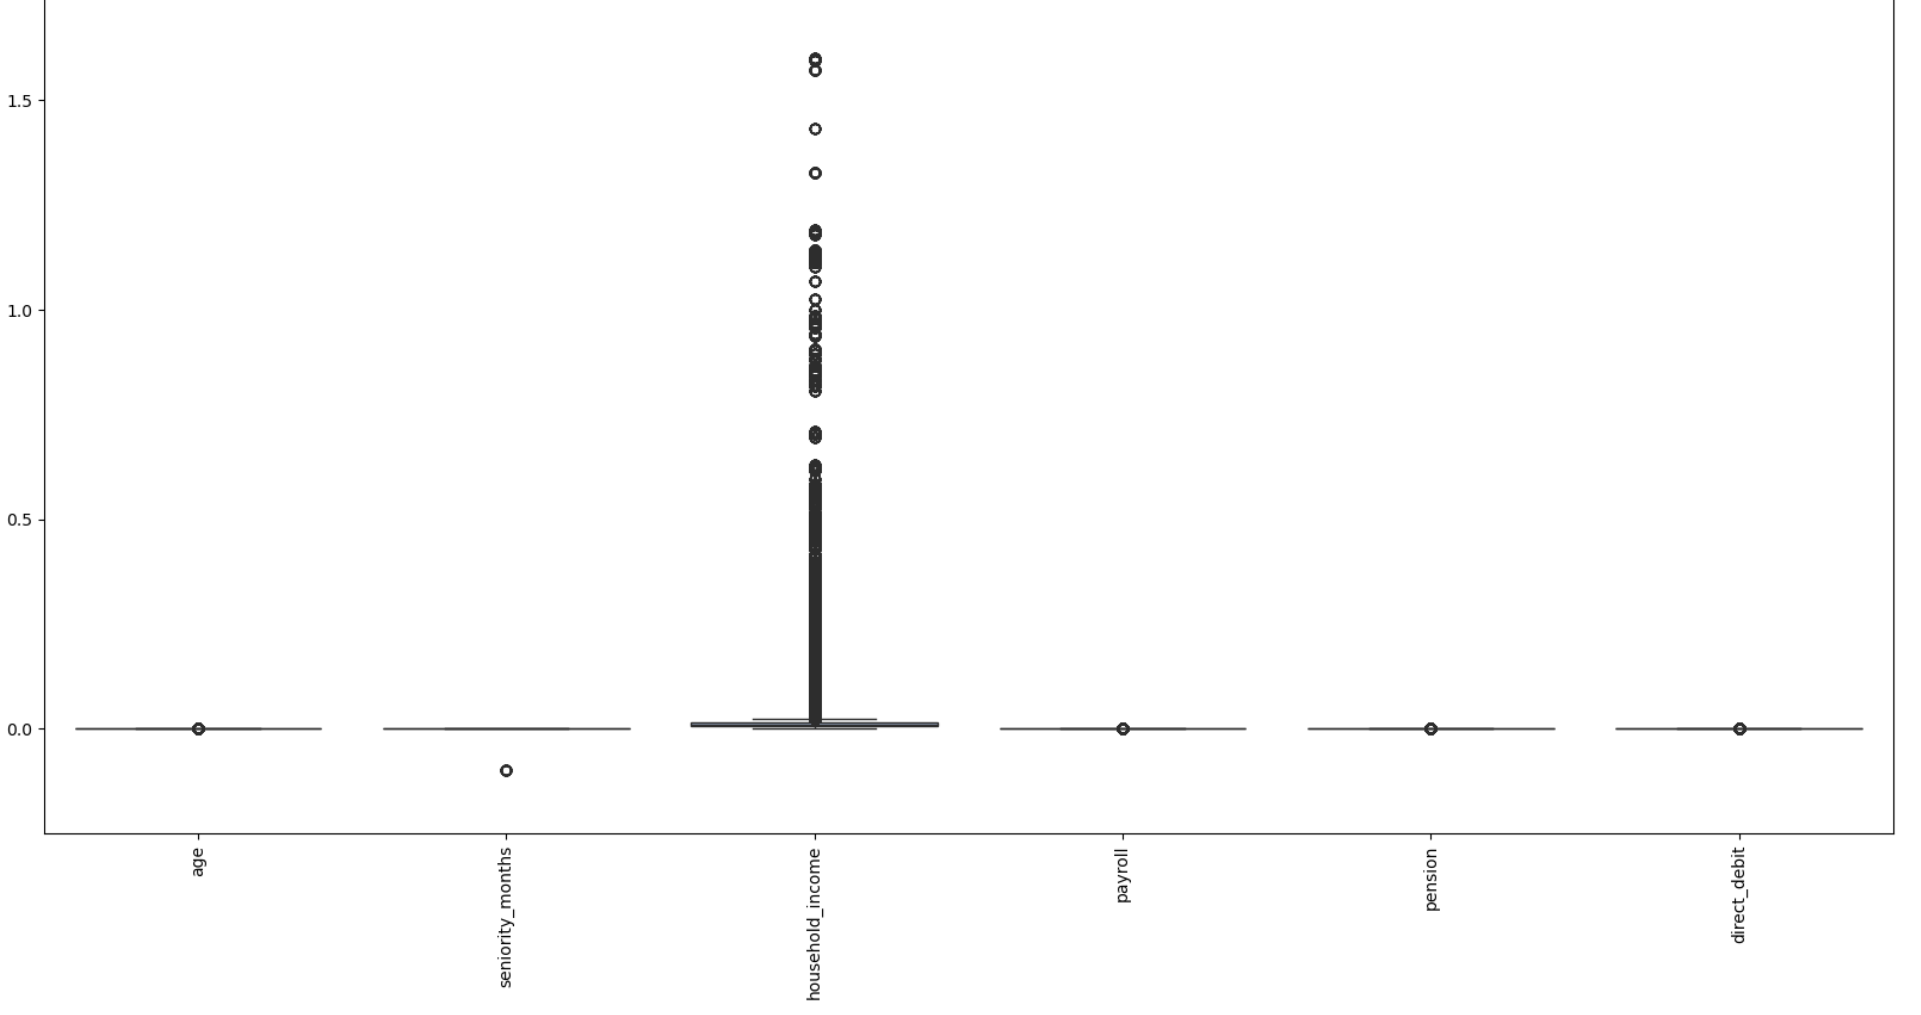 1.5
1.0
0.5
0.0
age
seniority_months
household_income
payroll
pension
direct_debit